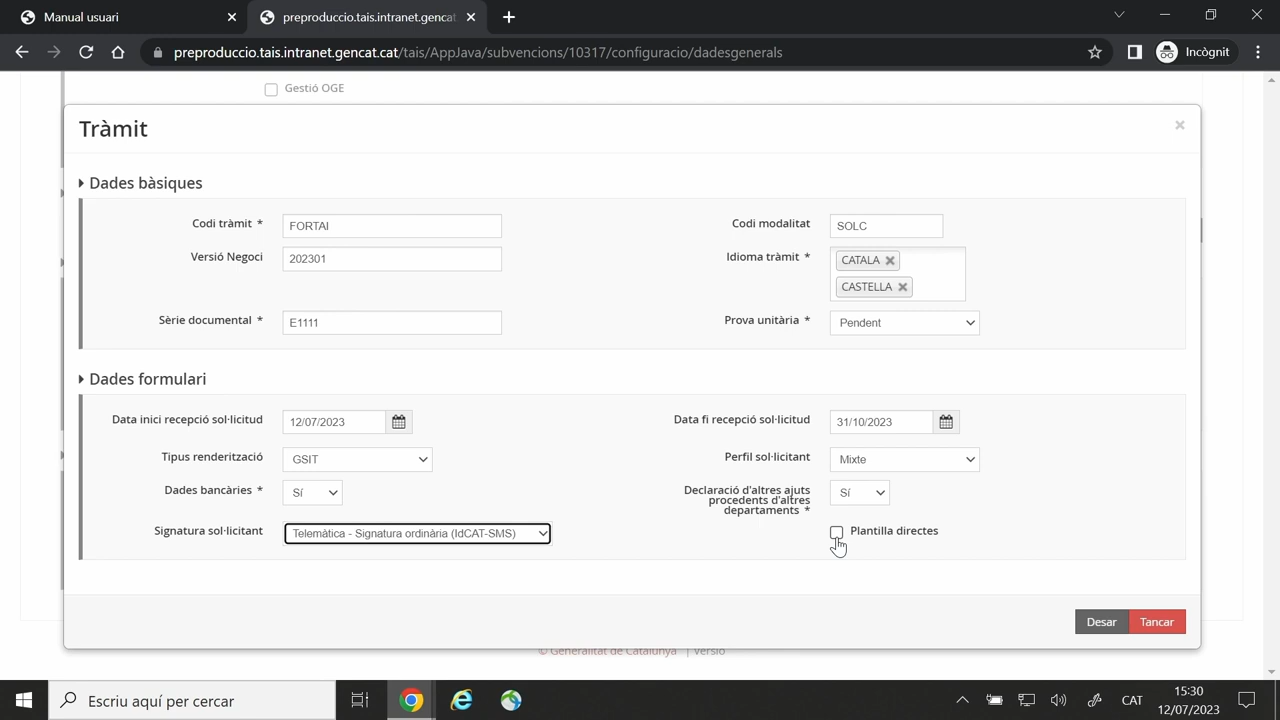 Manual usuari
preproduccio.tais.intranet.gencat
preproduccio.tais.intranet.gencat.cat/tais/AppJava/subvencions/10317/configuracio/dadesgenerals
Incògnit
Gestió OGE
Tràmit
Dades bàsiques
Codi tràmit * FORTAI
Codi modalitat SOLC
Versió Negoci 202301
Idioma tràmit * CATALA
CASTELLA
Sèrie documental * E1111
Prova unitària * Pendent
Dades formulari
Data inici recepció sol·licitud 12/07/2023
Data fi recepció sol·licitud 31/10/2023
Tipus renderització GSIT
Perfil sol·licitant Mixte
Dades bancàries * Sí
Declaració d'altres ajuts
procedents d'altres
departaments * Sí
Signatura sol·licitant Telemàtica - Signatura ordinària (IdCAT-SMS)
Plantilla directes
Desar Tancar
© Generalitat de Catalunya | Versió
Escriu aquí per cercar
CAT
15:30
12/07/2023